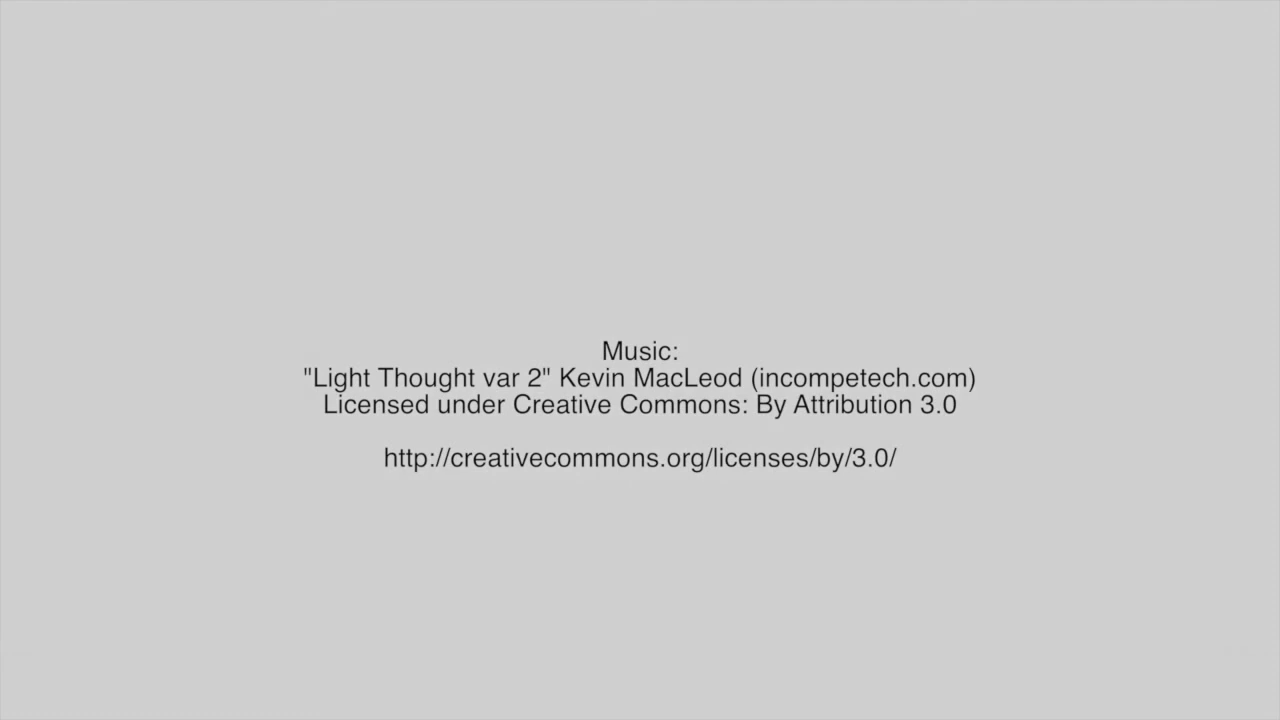 Music:
"Light Thought var 2" Kevin MacLeod (incompetech.com)
Licensed under Creative Commons: By Attribution 3.0
http://creativecommons.org/licenses/by/3.0/